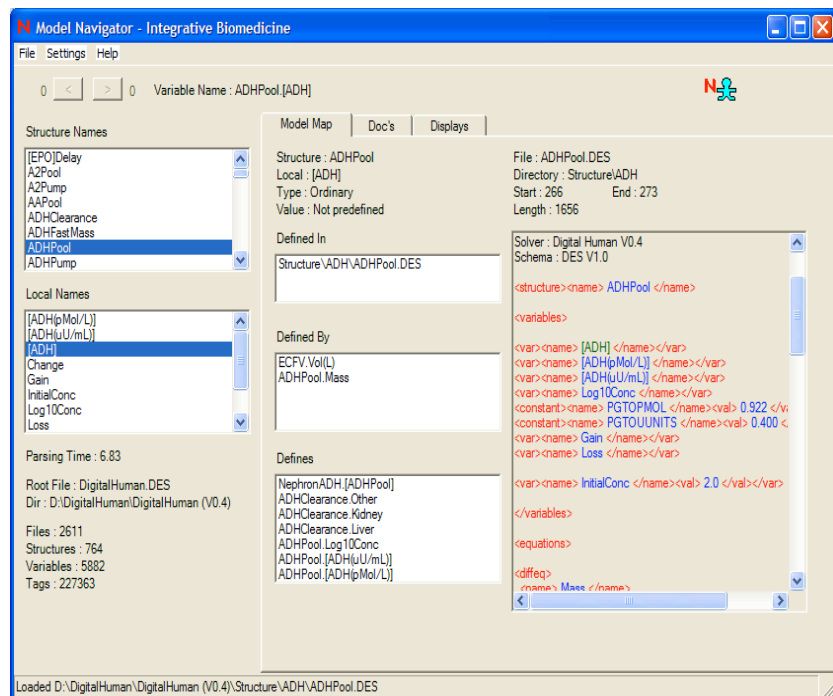 N Model Navigator - Integrative Biomedicine
File Settings Help
0 < > 0 Variable Name : ADHPool.[ADH]
N
Structure Names
[EPO]Delay
A2Pool
A2Pump
AAPool
ADHClearance
ADHFastMass
ADHPool
ADHPump
Local Names
[ADH(pMol/L)]
[ADH(uU/mL)]
[ADH]
Change
Gain
InitialConc
Log10Conc
Loss
Parsing Time : 6.83
Root File : DigitalHuman.DES
Dir : D:\DigitalHuman\DigitalHuman (V0.4)
Files : 2611
Structures : 764
Variables : 5882
Tags : 227363
Model Map Doc's Displays
Structure : ADHPool
Local : [ADH]
Type : Ordinary
Value : Not predefined
Defined In
Structure\ADH\ADHPool.DES
Defined By
ECFV.Vol(L)
ADHPool.Mass
Defines
NephronADH.[ADHPool]
ADHClearance.Other
ADHClearance.Kidney
ADHClearance.Liver
ADHPool.Log10Conc
ADHPool.[ADH(uU/mL)]
ADHPool.[ADH(pMol/L)]
File : ADHPool.DES
Directory : Structure\ADH
Start : 266 End : 273
Length : 1656
Solver : Digital Human V0.4
Schema : DES V1.0
<structure><name> ADHPool </name>
<variables>
<var><name> [ADH] </name></var>
<var><name> [ADH(pMol/L)] </name></var>
<var><name> [ADH(uU/mL)] </name></var>
<var><name> Log10Conc </name></var>
<constant><name> PGTOPMOL </name><val> 0.922 </va
<constant><name> PGTOUUNITS </name><val> 0.400 <
<var><name> Gain </name></var>
<var><name> Loss </name></var>
<var><name> InitialConc </name><val> 2.0 </val></var>
</variables>
<equations>
<diffeq>
<name> Mass </name>
Loaded D:\DigitalHuman\DigitalHuman (V0.4)\Structure\ADH\ADHPool.DES